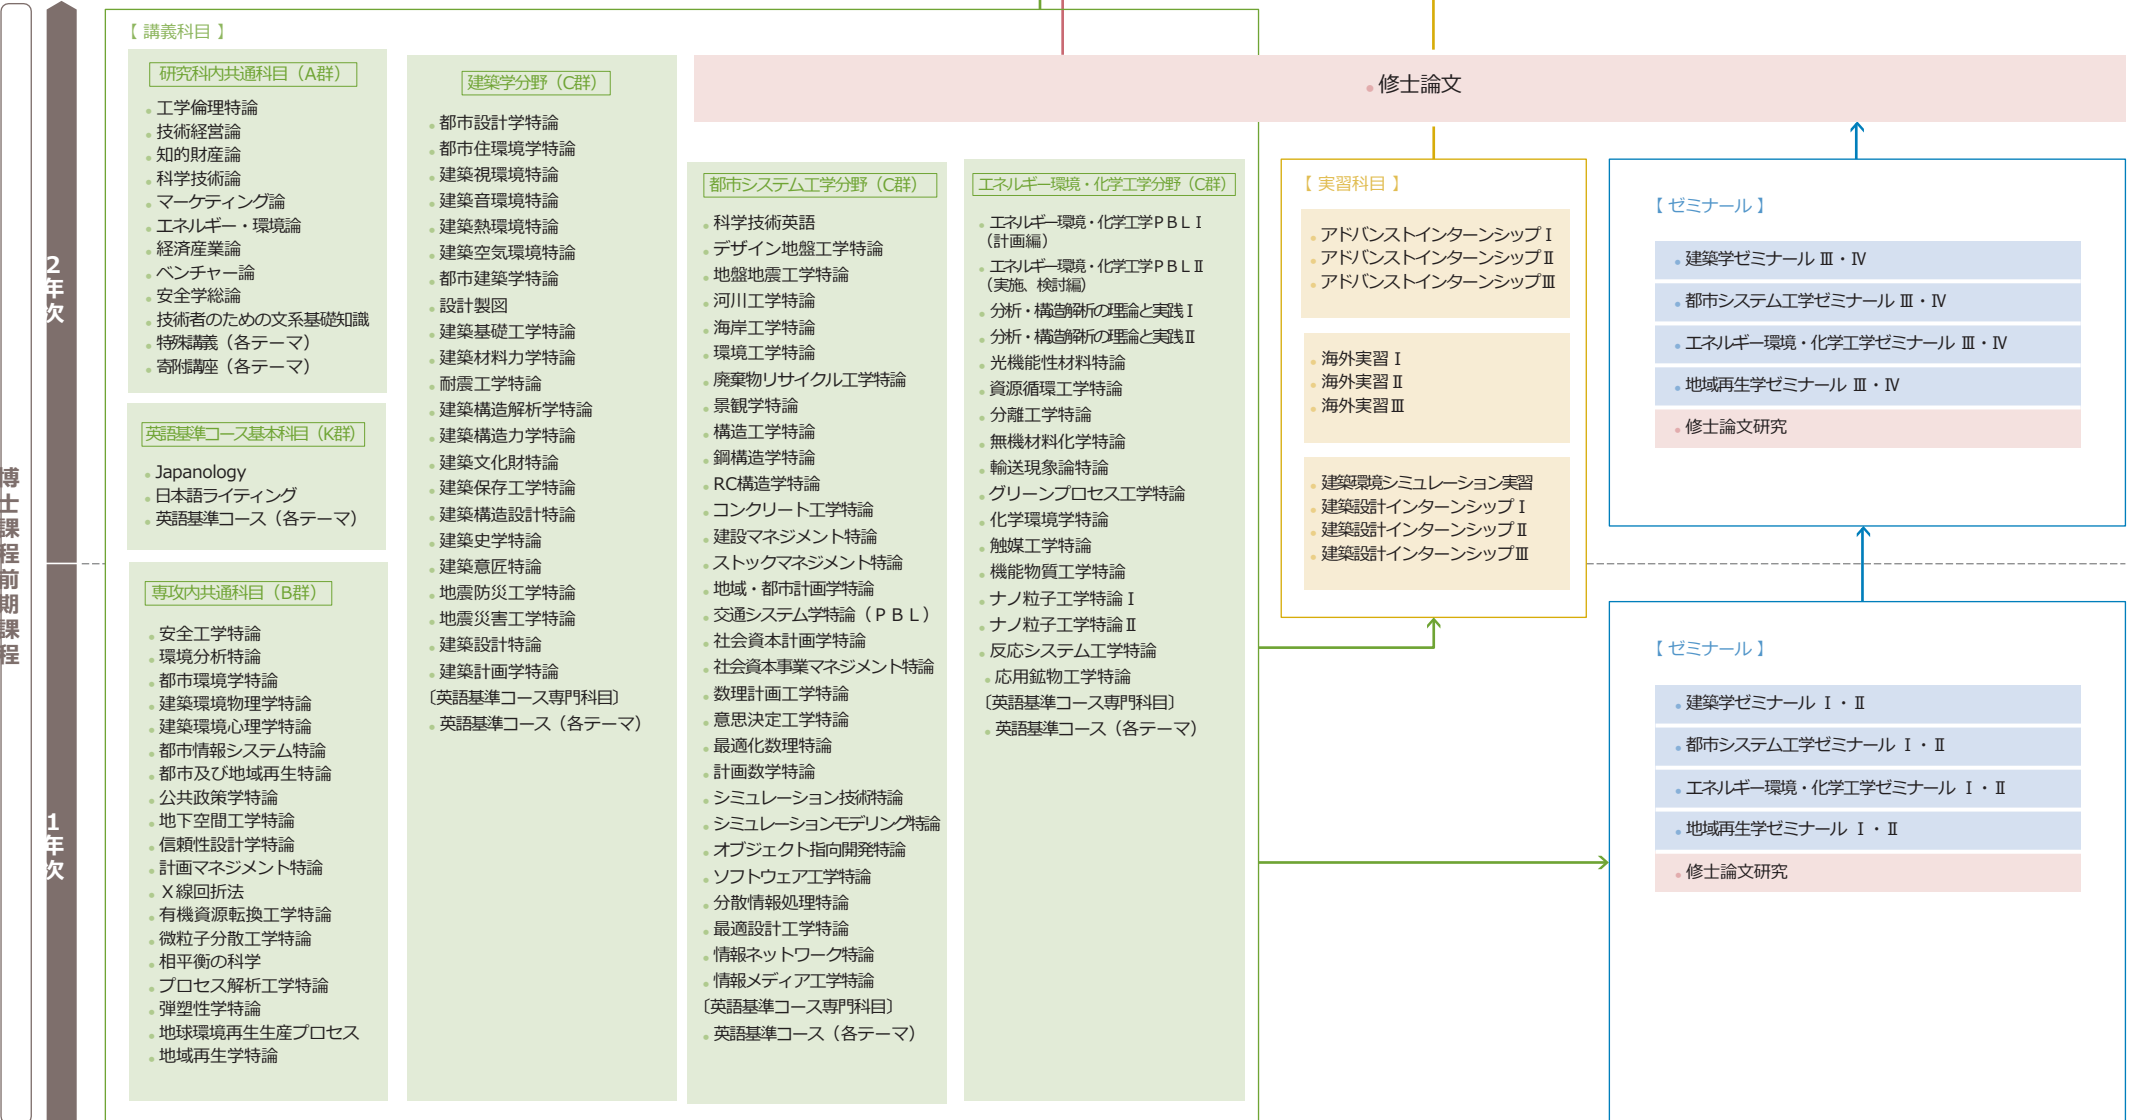 博士課程前期課程
2年次
1年次
【 講義科目 】
研究科内共通科目（A群）
工学倫理特論
技術経営論
知的財産論
科学技術論
マーケティング論
エネルギー・環境論
経済産業論
ベンチャー論
安全学総論
技術者のための文系基礎知識
特殊講義（各テーマ）
寄附講座（各テーマ）
英語基準コース基本科目（K群）
Japanology
日本語ライティング
英語基準コース（各テーマ）
専攻内共通科目（B群）
安全工学特論
環境分析特論
都市環境学特論
建築環境物理学特論
建築環境心理学特論
都市情報システム特論
都市及び地域再生特論
公共政策学特論
地下空間工学特論
信頼性設計学特論
計画マネジメント特論
X線回折法
有機資源転換工学特論
微粒子分散工学特論
相平衡の科学
プロセス解析工学特論
弾塑性学特論
地球環境再生生産プロセス
地域再生学特論
建築学分野（C群）
都市設計学特論
都市住環境学特論
建築視環境特論
建築音環境特論
建築熱環境特論
建築空気環境特論
都市建築学特論
設計製図
建築基礎工学特論
建築材料力学特論
耐震工学特論
建築構造解析学特論
建築構造力学特論
建築文化財特論
建築保存工学特論
建築構造設計特論
建築史学特論
建築意匠特論
地震防災工学特論
地震災害工学特論
建築設計特論
建築計画学特論
〔英語基準コース専門科目〕
英語基準コース（各テーマ）
都市システム工学分野（C群）
科学技術英語
デザイン地盤工学特論
地盤地震工学特論
河川工学特論
海岸工学特論
環境工学特論
廃棄物リサイクル工学特論
景観学特論
構造工学特論
鋼構造学特論
RC構造学特論
コンクリート工学特論
建設マネジメント特論
ストックマネジメント特論
地域・都市計画学特論
交通システム学特論（ＰＢＬ）
社会資本計画学特論
社会資本事業マネジメント特論
数理計画工学特論
意思決定工学特論
最適化数理特論
計画数学特論
シミュレーション技術特論
シミュレーションモデリング特論
オブジェクト指向開発特論
ソフトウェア工学特論
分散情報処理特論
最適設計工学特論
情報ネットワーク特論
情報メディア工学特論
〔英語基準コース専門科目〕
英語基準コース（各テーマ）
エネルギー環境・化学工学分野（C群）
エネルギー環境・化学工学ＰＢＬⅠ
（計画編）
エネルギー環境・化学工学ＰＢＬⅡ
（実施、検討編）
分析・構造解析の理論と実践Ⅰ
分析・構造解析の理論と実践Ⅱ
光機能性材料特論
資源循環工学特論
分離工学特論
無機材料化学特論
輸送現象論特論
グリーンプロセス工学特論
化学環境学特論
触媒工学特論
機能物質工学特論
ナノ粒子工学特論Ⅰ
ナノ粒子工学特論Ⅱ
反応システム工学特論
応用鉱物工学特論
〔英語基準コース専門科目〕
英語基準コース（各テーマ）
修士論文
【 実習科目 】
アドバンストインターンシップⅠ
アドバンストインターンシップⅡ
アドバンストインターンシップⅢ
海外実習Ⅰ
海外実習Ⅱ
海外実習Ⅲ
建築環境シミュレーション実習
建築設計インターンシップⅠ
建築設計インターンシップⅡ
建築設計インターンシップⅢ
【 ゼミナール 】
建築学ゼミナール Ⅲ・Ⅳ
都市システム工学ゼミナール Ⅲ・Ⅳ
エネルギー環境・化学工学ゼミナール Ⅲ・Ⅳ
地域再生学ゼミナール Ⅲ・Ⅳ
修士論文研究
【 ゼミナール 】
建築学ゼミナール Ⅰ・Ⅱ
都市システム工学ゼミナール Ⅰ・Ⅱ
エネルギー環境・化学工学ゼミナール Ⅰ・Ⅱ
地域再生学ゼミナール Ⅰ・Ⅱ
修士論文研究